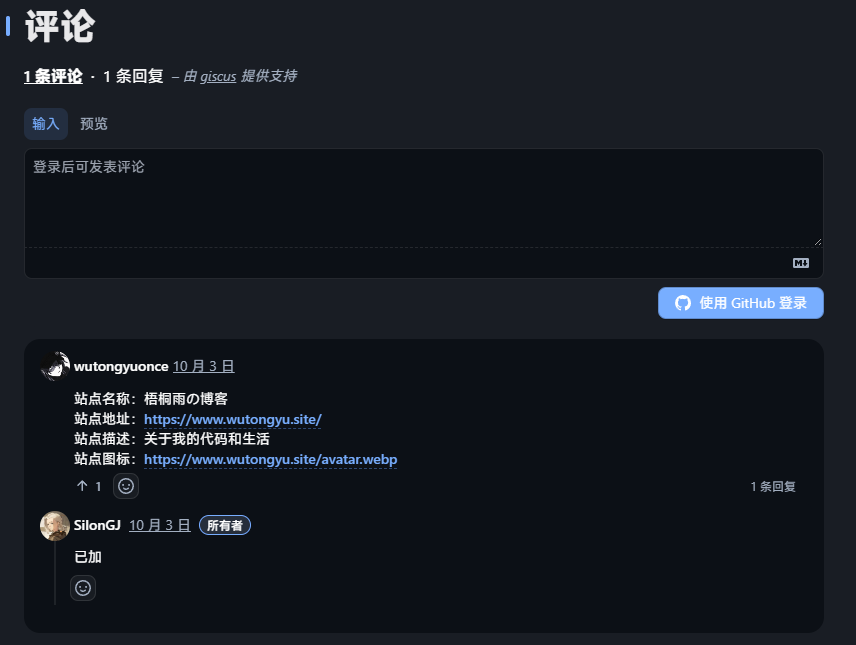 评论
1 条评论 · 1 条回复 – 由 giscus 提供支持
输入 预览
登录后可发表评论
使用 GitHub 登录
wutongyuonce 10 月 3 日
站点名称：梧桐雨の博客
站点地址：https://www.wutongyu.site/
站点描述：关于我的代码和生活
站点图标：https://www.wutongyu.site/avatar.webp
↑ 1 1 条回复
SilonGJ 10 月 3 日 所有者
已加